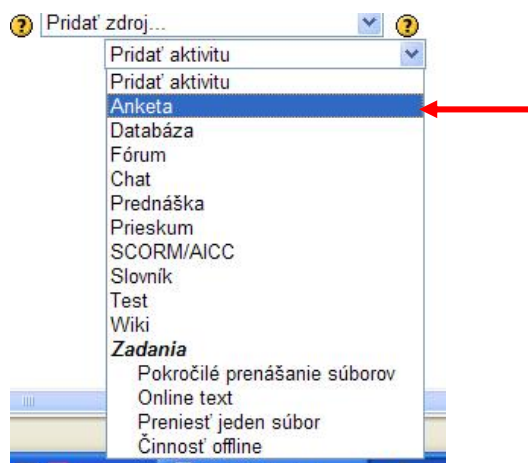 Pridať zdroj...
Pridať aktivitu
Pridať aktivitu
Anketa
Databáza
Fórum
Chat
Prednáška
Prieskum
SCORM/AICC
Slovník
Test
Wiki
Zadania
Pokročilé prenášanie súborov
Online text
Preniesť jeden súbor
Činnosť offline